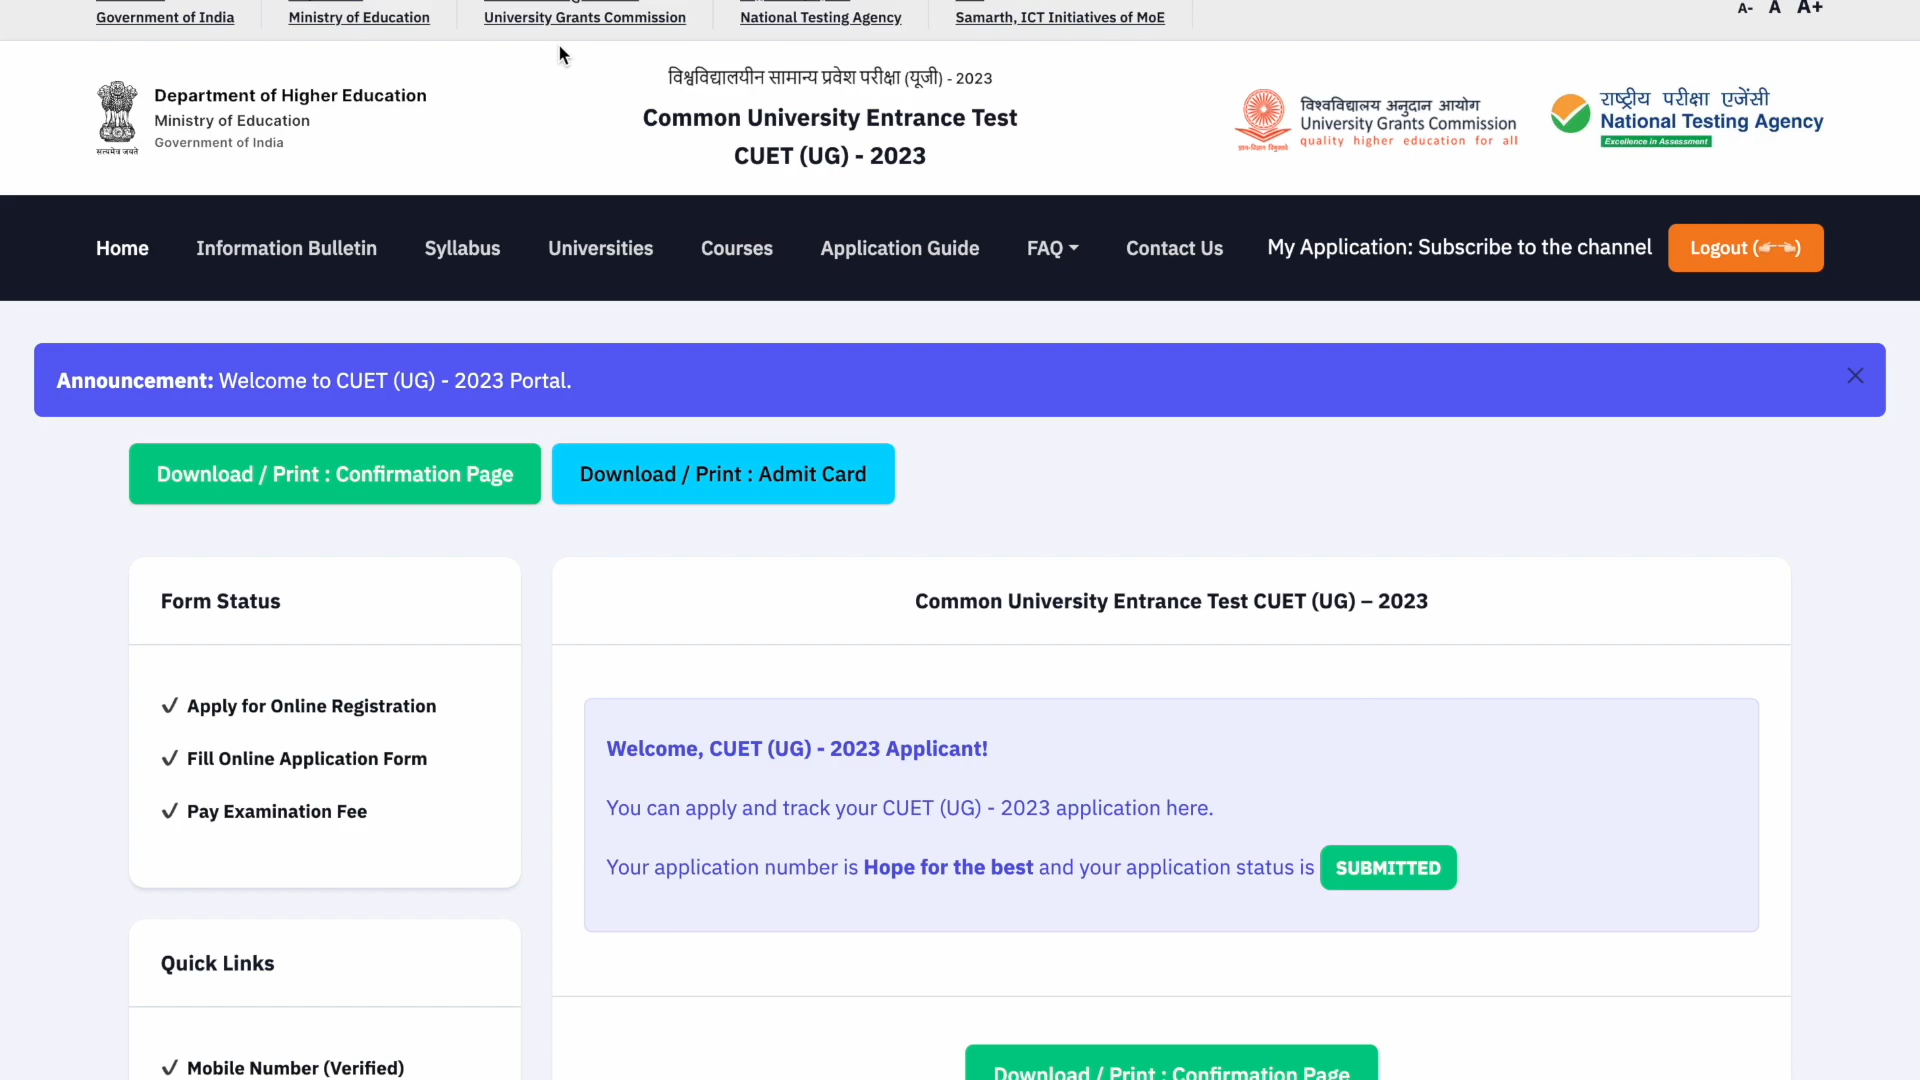 Government of India
Ministry of Education
University Grants Commission
National Testing Agency
Samarth, ICT Initiatives of MoE
A- A A+
सत्यमेव जयते
Department of Higher Education
Ministry of Education
Government of India
विश्वविद्यालयीन सामान्य प्रवेश परीक्षा (यूजी) - 2023
Common University Entrance Test
CUET (UG) - 2023
ज्ञान-विज्ञान विमुक्तये
विश्वविद्यालय अनुदान आयोग
University Grants Commission
quality higher education for all
राष्ट्रीय परीक्षा एजेंसी
National Testing Agency
Excellence in Assessment
Home
Information Bulletin
Syllabus
Universities
Courses
Application Guide
FAQ
Contact Us
My Application: Subscribe to the channel
Logout ( )
Announcement: Welcome to CUET (UG) - 2023 Portal.
Download / Print : Confirmation Page
Download / Print : Admit Card
Form Status
✓ Apply for Online Registration
✓ Fill Online Application Form
✓ Pay Examination Fee
Quick Links
✓ Mobile Number (Verified)
Common University Entrance Test CUET (UG) – 2023
Welcome, CUET (UG) - 2023 Applicant!
You can apply and track your CUET (UG) - 2023 application here.
Your application number is Hope for the best and your application status is SUBMITTED
Download / Print : Confirmation Page